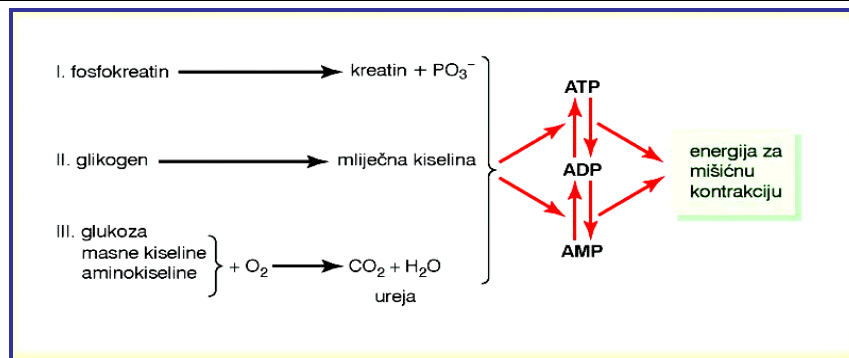 I. fosfokreatin kreatin + PO₃⁻
II. glikogen mliječna kiselina
III. glukoza
masne kiseline
aminokiseline
+ O₂ CO₂ + H₂O
ureja
ATP
ADP
AMP
energija za
mišićnu
kontrakciju